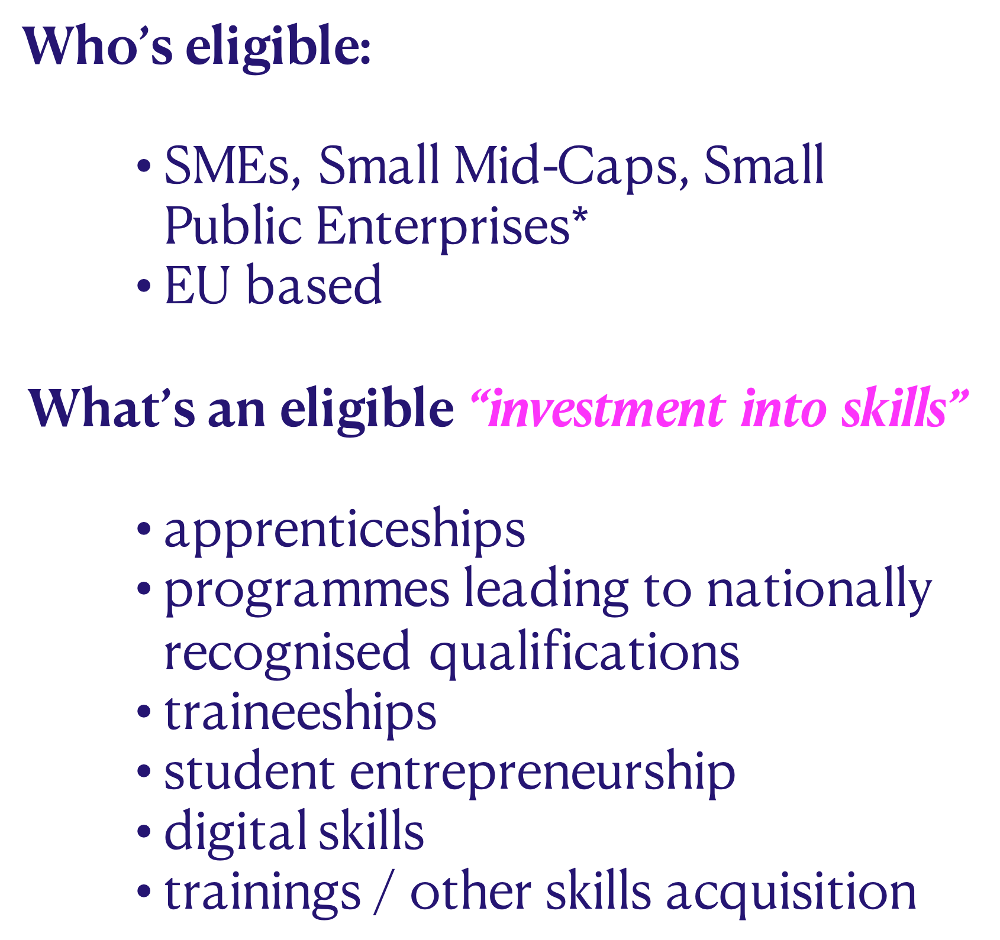 Who’s eligible:
• SMEs, Small Mid-Caps, Small
Public Enterprises*
• EU based
What’s an eligible “investment into skills”
• apprenticeships
• programmes leading to nationally
recognised qualifications
• traineeships
• student entrepreneurship
• digital skills
• trainings / other skills acquisition